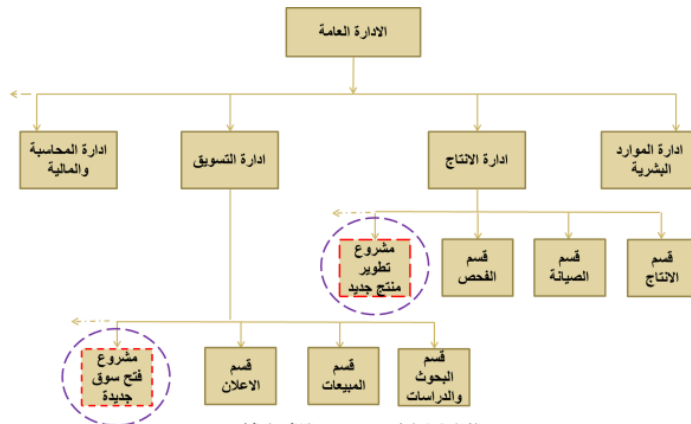 الادارة العامة
ادارة الموارد
البشرية
ادارة الانتاج
ادارة التسويق
ادارة المحاسبة
والمالية
قسم
الانتاج
قسم
الصيانة
قسم
الفحص
مشروع
تطوير
منتج جديد
قسم
البحوث
والدراسات
قسم
المبيعات
قسم
الاعلان
مشروع
فتح سوق
جديدة